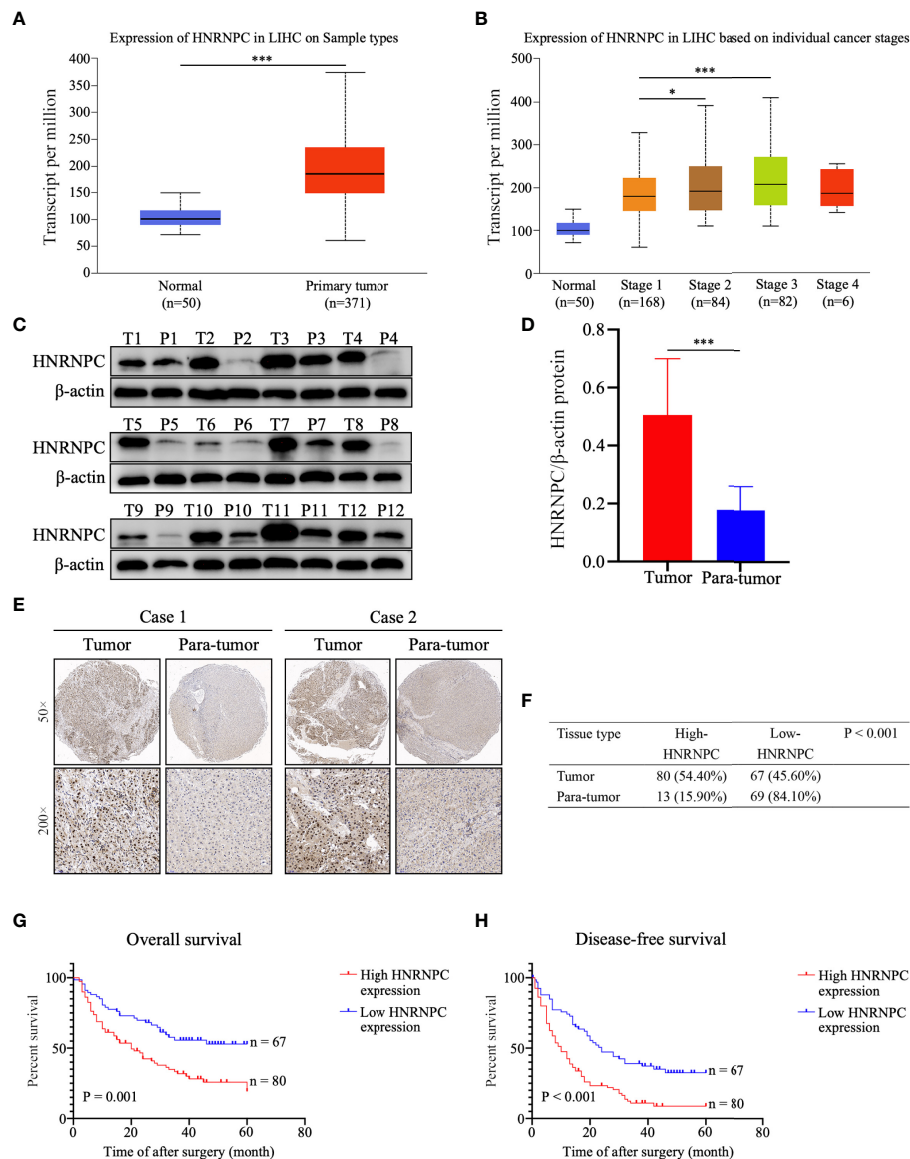 A
Expression of HNRNPC in LIHC on Sample types
***
Transcript per million
400
350
300
250
200
150
100
50
0
Normal
(n=50)
Primary tumor
(n=371)
B
Expression of HNRNPC in LIHC based on individual cancer stages
***
*
Transcript per million
500
400
300
200
100
0
Normal
(n=50)
Stage 1
(n=168)
Stage 2
(n=84)
Stage 3
(n=82)
Stage 4
(n=6)
C
T1 P1 T2 P2 T3 P3 T4 P4
HNRNPC
β-actin
T5 P5 T6 P6 T7 P7 T8 P8
HNRNPC
β-actin
T9 P9 T10 P10 T11 P11 T12 P12
HNRNPC
β-actin
D
***
HNRNPC/β-actin protein
0.8
0.6
0.4
0.2
0.0
Tumor Para-tumor
E
Case 1 Case 2
Tumor Para-tumor Tumor Para-tumor
50×
200×
F
Tissue type High-HNRNPC Low-HNRNPC P < 0.001
Tumor 80 (54.40%) 67 (45.60%)
Para-tumor 13 (15.90%) 69 (84.10%)
G
Overall survival
Percent survival
100
50
0
0 20 40 60 80
Time of after surgery (month)
P = 0.001
n = 67
n = 80
High HNRNPC
expression
Low HNRNPC
expression
H
Disease-free survival
Percent survival
100
50
0
0 20 40 60 80
Time of after surgery (month)
P < 0.001
n = 67
n = 80
High HNRNPC
expression
Low HNRNPC
expression